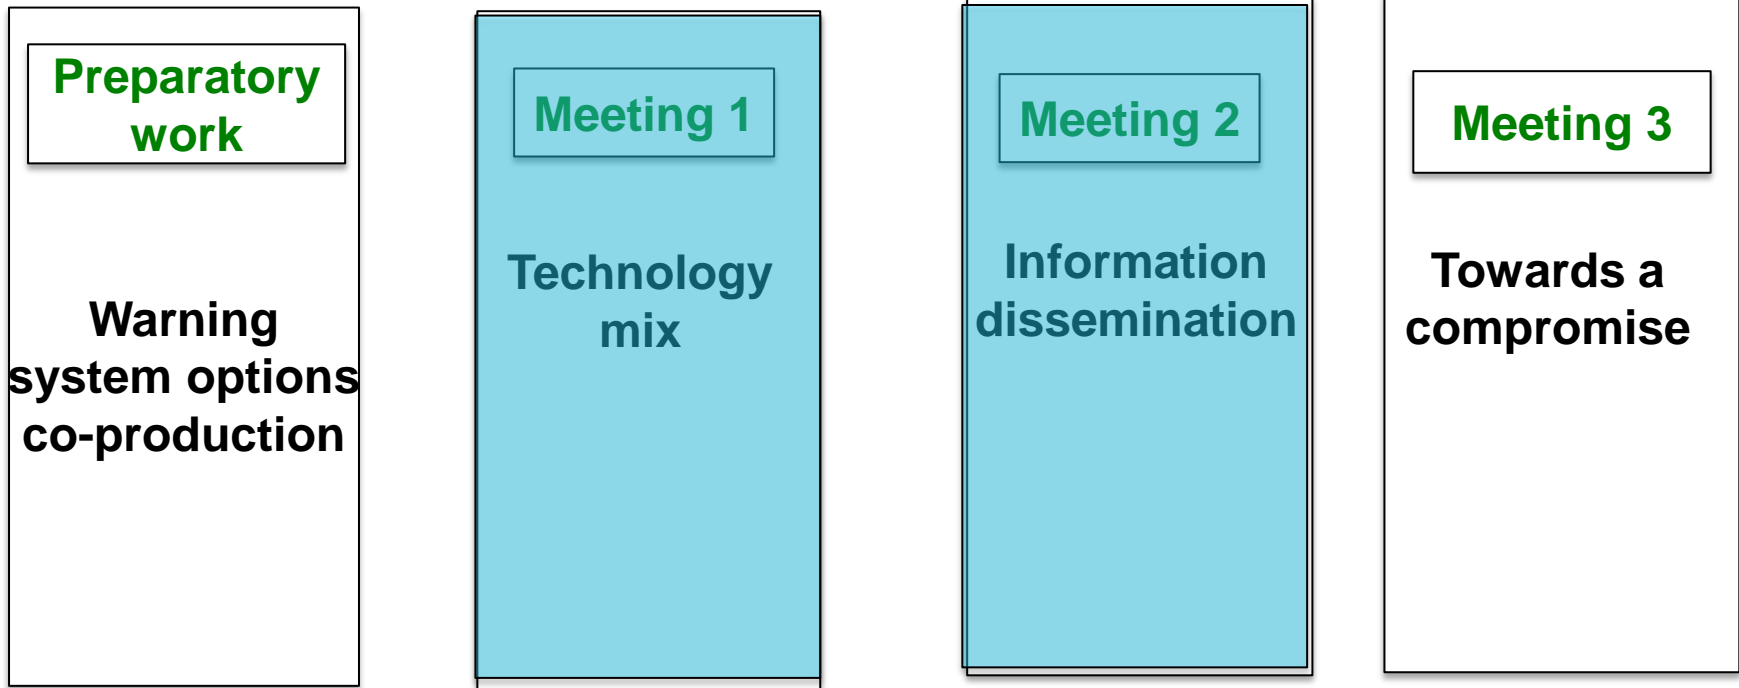 Preparatory
work
Warning
system options
co-production
Meeting 1
Technology
mix
Meeting 2
Information
dissemination
Meeting 3
Towards a
compromise